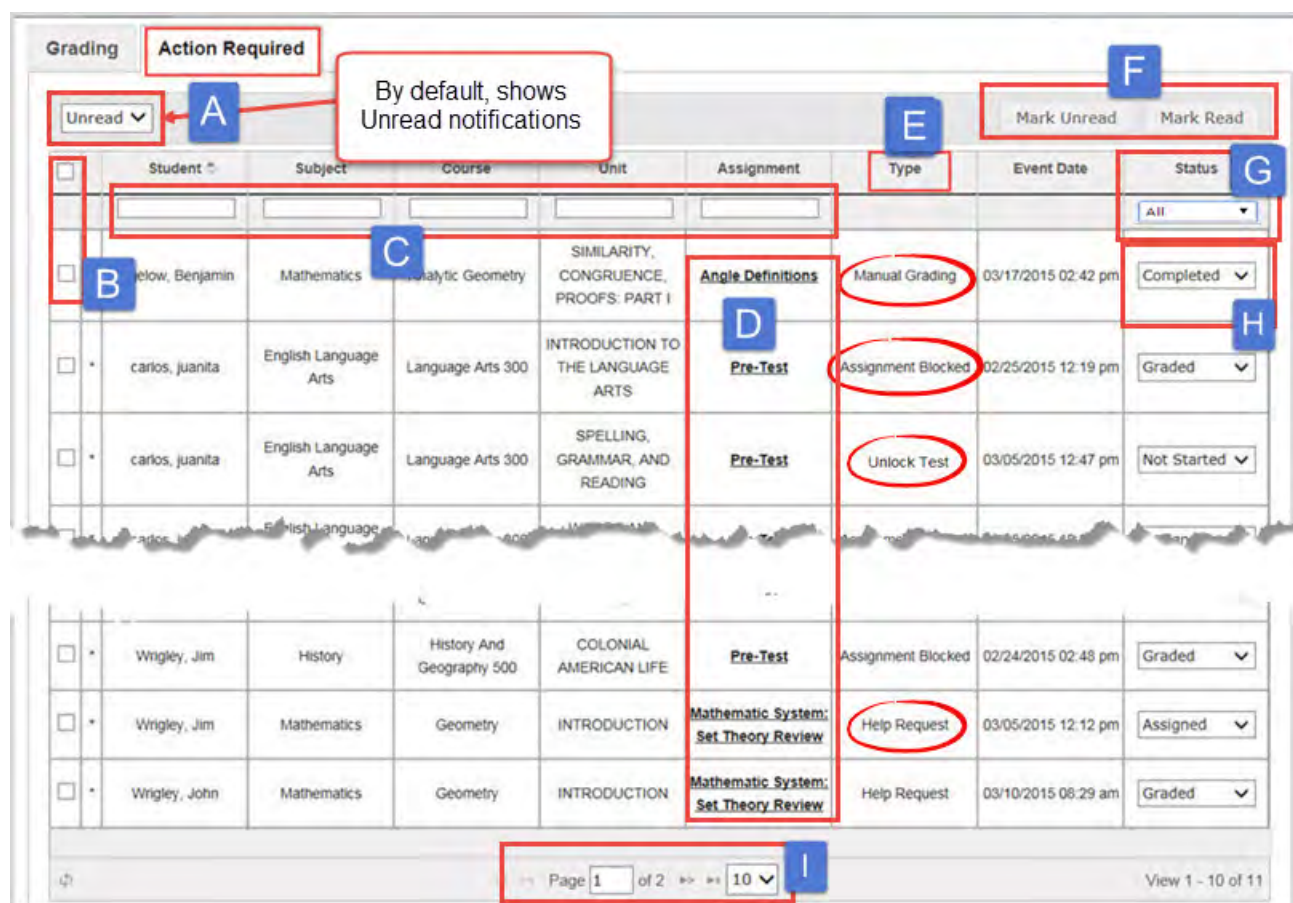 Grading Action Required
By default, shows
Unread notifications
Unread A
F
Mark Unread Mark Read
E
Student Subject Course Unit Assignment Type Event Date Status G
All
C
B
elow, Benjamin Mathematics alytic Geometry SIMILARITY, CONGRUENCE, PROOFS: PART I Angle Definitions Manual Grading 03/17/2015 02:42 pm Completed
D
H
* carlos, juanita English Language Arts Language Arts 300 INTRODUCTION TO THE LANGUAGE ARTS Pre-Test Assignment Blocked 02/25/2015 12:19 pm Graded
* carlos, juanita English Language Arts Language Arts 300 SPELLING, GRAMMAR, AND READING Pre-Test Unlock Test 03/05/2015 12:47 pm Not Started
* Wrigley, Jim History History And Geography 500 COLONIAL AMERICAN LIFE Pre-Test Assignment Blocked 02/24/2015 02:48 pm Graded
* Wrigley, Jim Mathematics Geometry INTRODUCTION Mathematic System: Set Theory Review Help Request 03/05/2015 12:12 pm Assigned
* Wrigley, John Mathematics Geometry INTRODUCTION Mathematic System: Set Theory Review Help Request 03/10/2015 08:29 am Graded
Page 1 of 2 10 I
View 1 - 10 of 11